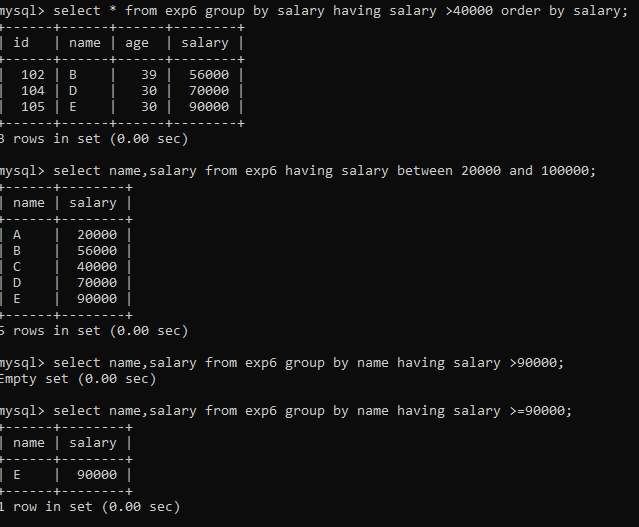 mysql> select * from exp6 group by salary having salary >40000 order by salary;
+------+------+------+--------+
| id   | name | age  | salary |
+------+------+------+--------+
|  102 | B    |   39 |  56000 |
|  104 | D    |   30 |  70000 |
|  105 | E    |   30 |  90000 |
+------+------+------+--------+
3 rows in set (0.00 sec)
mysql> select name,salary from exp6 having salary between 20000 and 100000;
+------+--------+
| name | salary |
+------+--------+
| A    |  20000 |
| B    |  56000 |
| C    |  40000 |
| D    |  70000 |
| E    |  90000 |
+------+--------+
5 rows in set (0.00 sec)
mysql> select name,salary from exp6 group by name having salary >90000;
Empty set (0.00 sec)
mysql> select name,salary from exp6 group by name having salary >=90000;
+------+--------+
| name | salary |
+------+--------+
| E    |  90000 |
+------+--------+
1 row in set (0.00 sec)